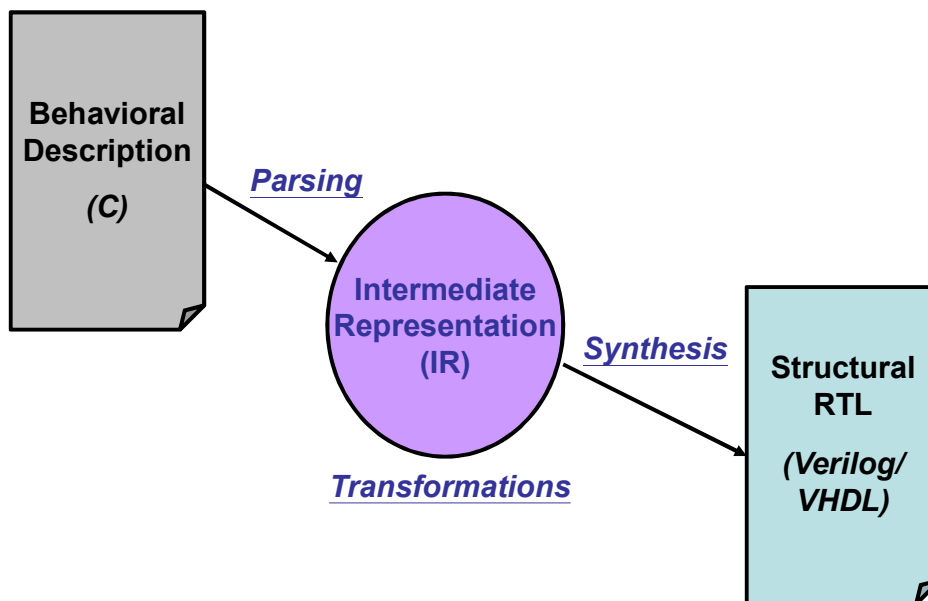 Behavioral
Description
(C)
Parsing
Intermediate
Representation
(IR)
Transformations
Synthesis
Structural
RTL
(Verilog/
VHDL)